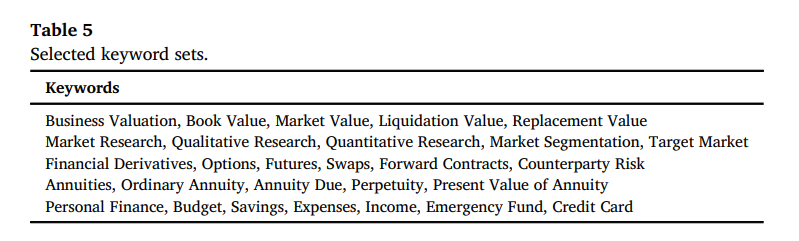 Table 5
Selected keyword sets.
Keywords
Business Valuation, Book Value, Market Value, Liquidation Value, Replacement Value
Market Research, Qualitative Research, Quantitative Research, Market Segmentation, Target Market
Financial Derivatives, Options, Futures, Swaps, Forward Contracts, Counterparty Risk
Annuities, Ordinary Annuity, Annuity Due, Perpetuity, Present Value of Annuity
Personal Finance, Budget, Savings, Expenses, Income, Emergency Fund, Credit Card